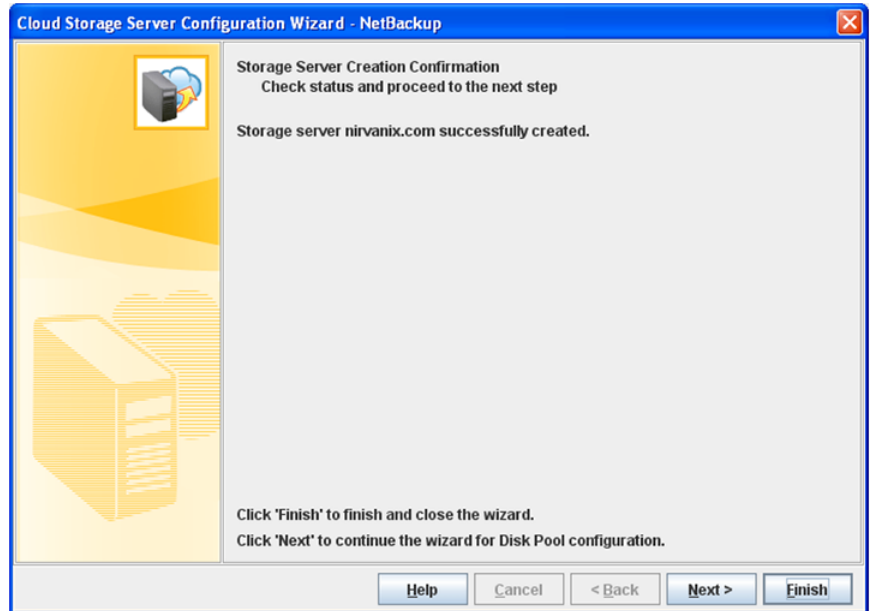 Cloud Storage Server Configuration Wizard - NetBackup
Storage Server Creation Confirmation
Check status and proceed to the next step
Storage server nirvanix.com successfully created.
Click 'Finish' to finish and close the wizard.
Click 'Next' to continue the wizard for Disk Pool configuration.
Help Cancel < Back Next > Finish